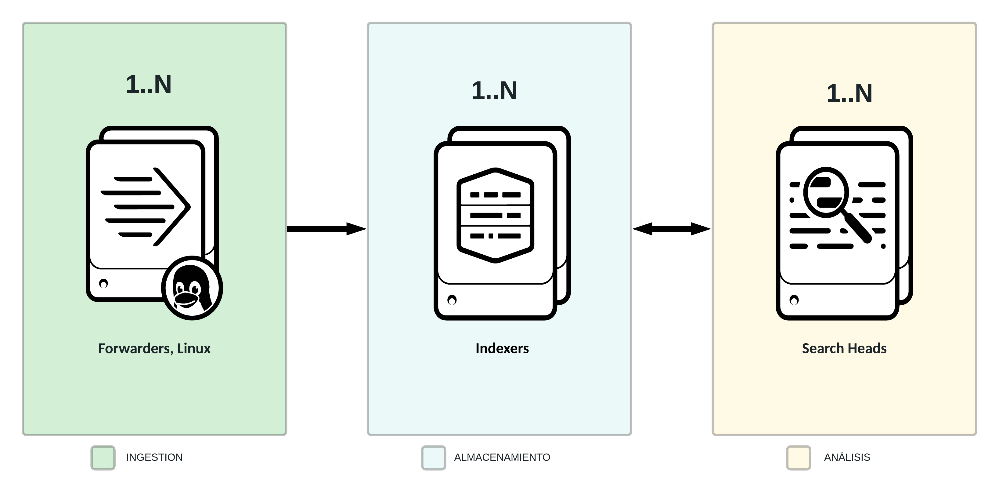 1..N
1..N
1..N
Forwarders, Linux
Indexers
Search Heads
INGESTION
ALMACENAMIENTO
ANÁLISIS